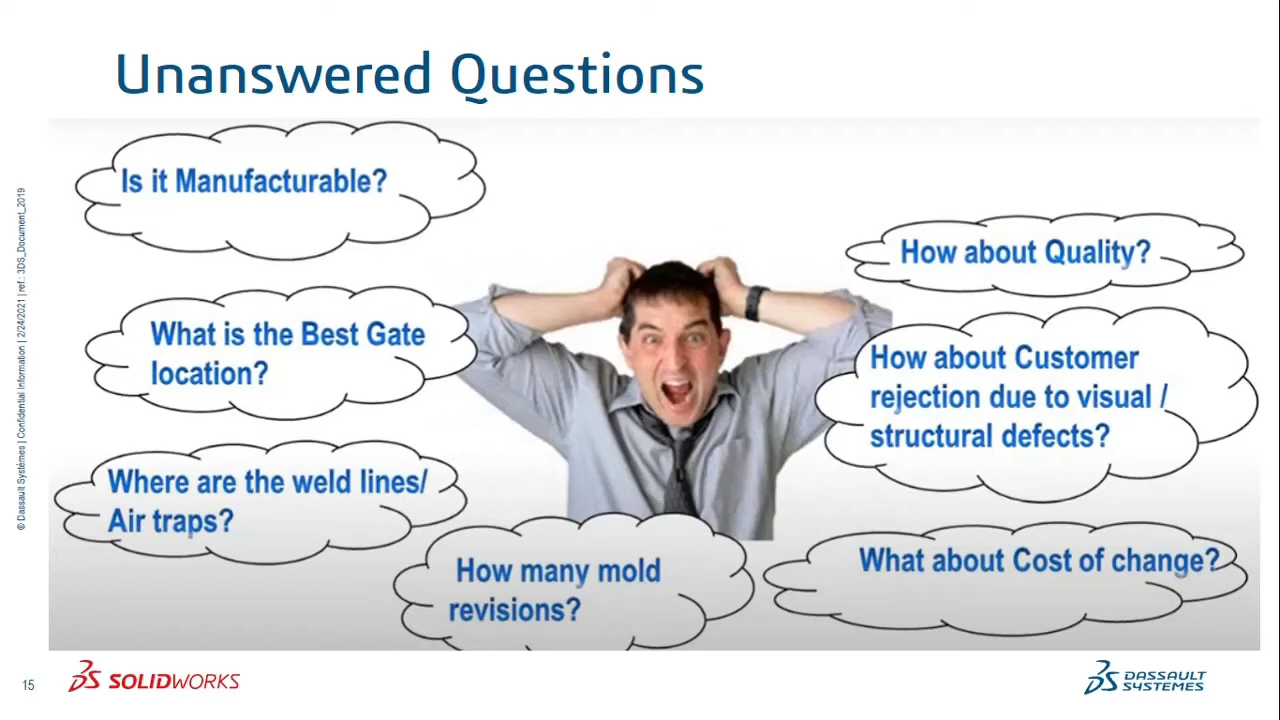 Unanswered Questions
Is it Manufacturable?
What is the Best Gate
location?
Where are the weld lines/
Air traps?
How many mold
revisions?
How about Quality?
How about Customer
rejection due to visual /
structural defects?
What about Cost of change?
© Dassault Systèmes | Confidential Information | 2/24/2021 | ref.: 3DS_Document_2019
15
SOLIDWORKS
DASSAULT
SYSTEMES